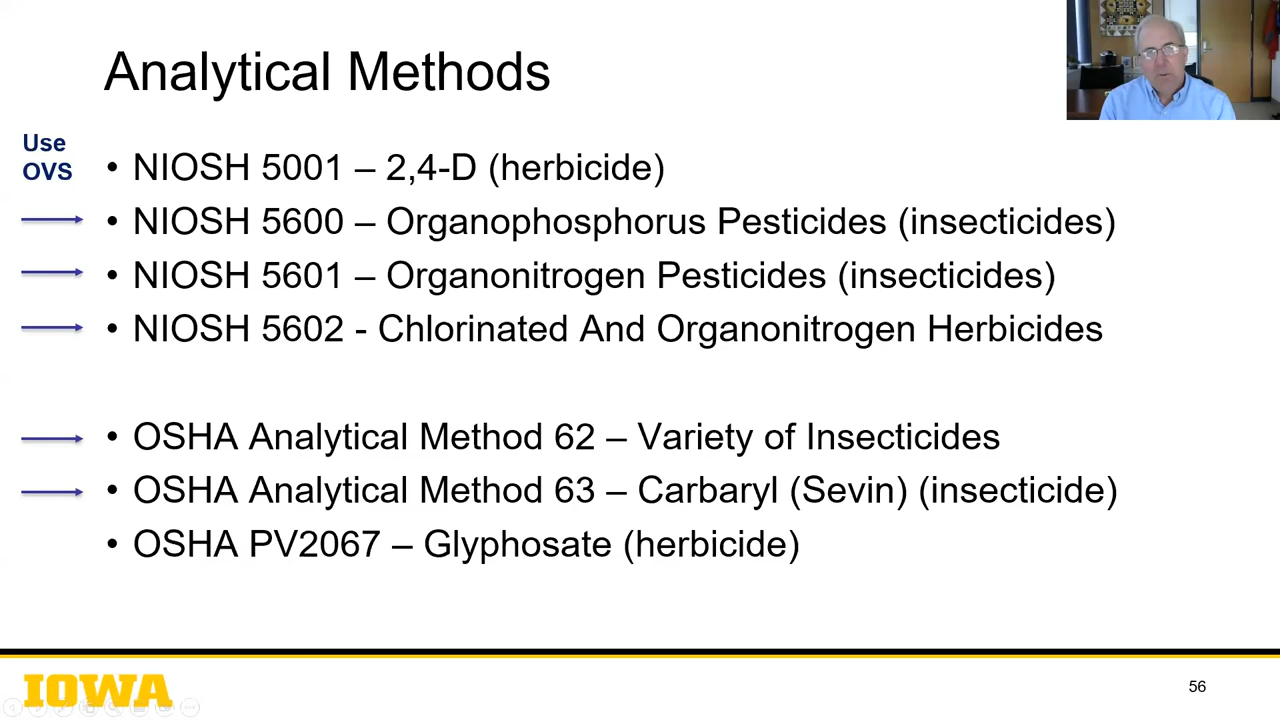 Analytical Methods
Use
OVS
• NIOSH 5001 – 2,4-D (herbicide)
• NIOSH 5600 – Organophosphorus Pesticides (insecticides)
• NIOSH 5601 – Organonitrogen Pesticides (insecticides)
• NIOSH 5602 - Chlorinated And Organonitrogen Herbicides
• OSHA Analytical Method 62 – Variety of Insecticides
• OSHA Analytical Method 63 – Carbaryl (Sevin) (insecticide)
• OSHA PV2067 – Glyphosate (herbicide)
IOWA
56